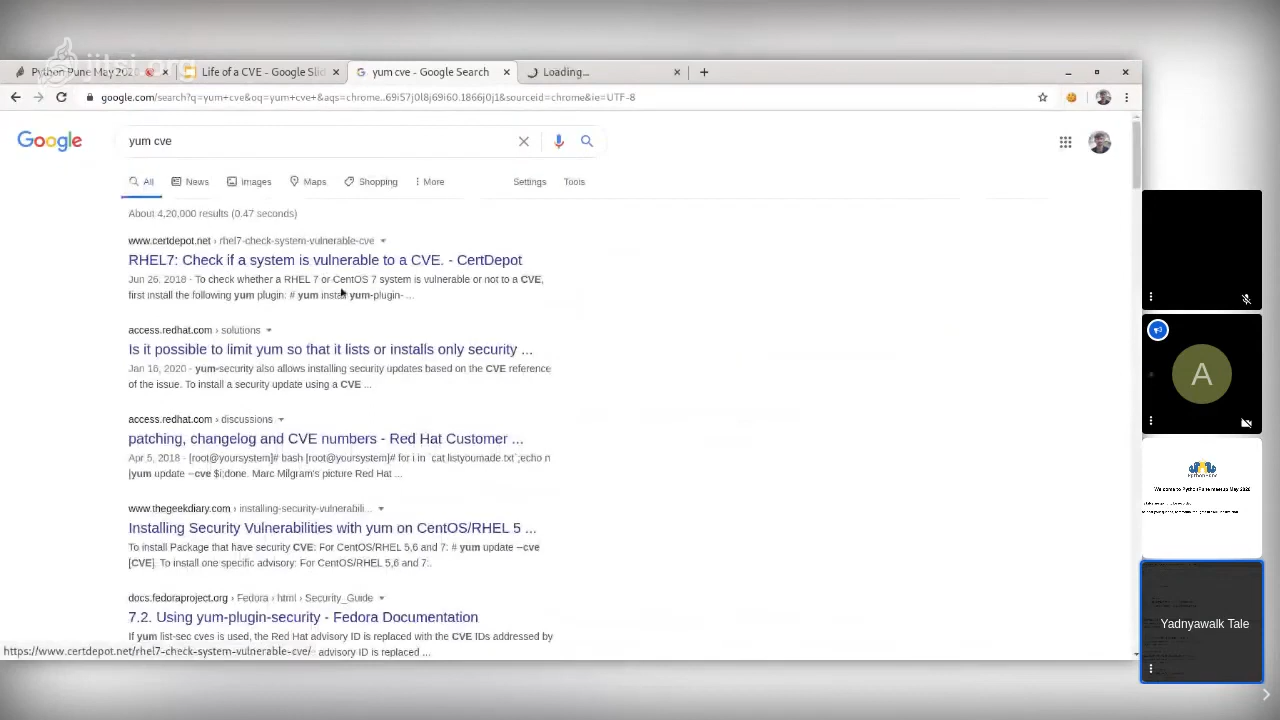 jitsi.org
Python Pune May 202
Life of a CVE - Google Slid
yum cve - Google Search
Loading...
google.com/search?q=yum+cve&oq=yum+cve+&aqs=chrome..69i57j0l8j69i60.1866j0j1&sourceid=chrome&ie=UTF-8
Google
yum cve
All
News
Images
Maps
Shopping
More
Settings
Tools
About 4,20,000 results (0.47 seconds)
www.certdepot.net › rhel7-check-system-vulnerable-cve
RHEL7: Check if a system is vulnerable to a CVE. - CertDepot
Jun 26, 2018 - To check whether a RHEL 7 or CentOS 7 system is vulnerable or not to a CVE,
first install the following yum plugin: # yum install yum-plugin- ...
access.redhat.com › solutions
Is it possible to limit yum so that it lists or installs only security ...
Jan 16, 2020 - yum-security also allows installing security updates based on the CVE reference
of the issue. To install a security update using a CVE ...
access.redhat.com › discussions
patching, changelog and CVE numbers - Red Hat Customer ...
Apr 5, 2018 - [root@yoursystem]# bash [root@yoursystem]# for i in `cat listyoumade.txt`;echo n
|yum update --cve $i;done. Marc Milgram's picture Red Hat ...
www.thegeekdiary.com › installing-security-vulnerabili...
Installing Security Vulnerabilities with yum on CentOS/RHEL 5 ...
To install Package that have security CVE: For CentOS/RHEL 5,6 and 7: # yum update --cve
[CVE]. To install one specific advisory: For CentOS/RHEL 5,6 and 7:.
docs.fedoraproject.org › Fedora › html › Security_Guide
7.2. Using yum-plugin-security - Fedora Documentation
If yum list-sec cves is used, the Red Hat advisory ID is replaced with the CVE IDs addressed by
advisory ID is replaced ...
https://www.certdepot.net/rhel7-check-system-vulnerable-cve/
A
Welcome to PythonPune meetup May 2020
Yadnyawalk Tale